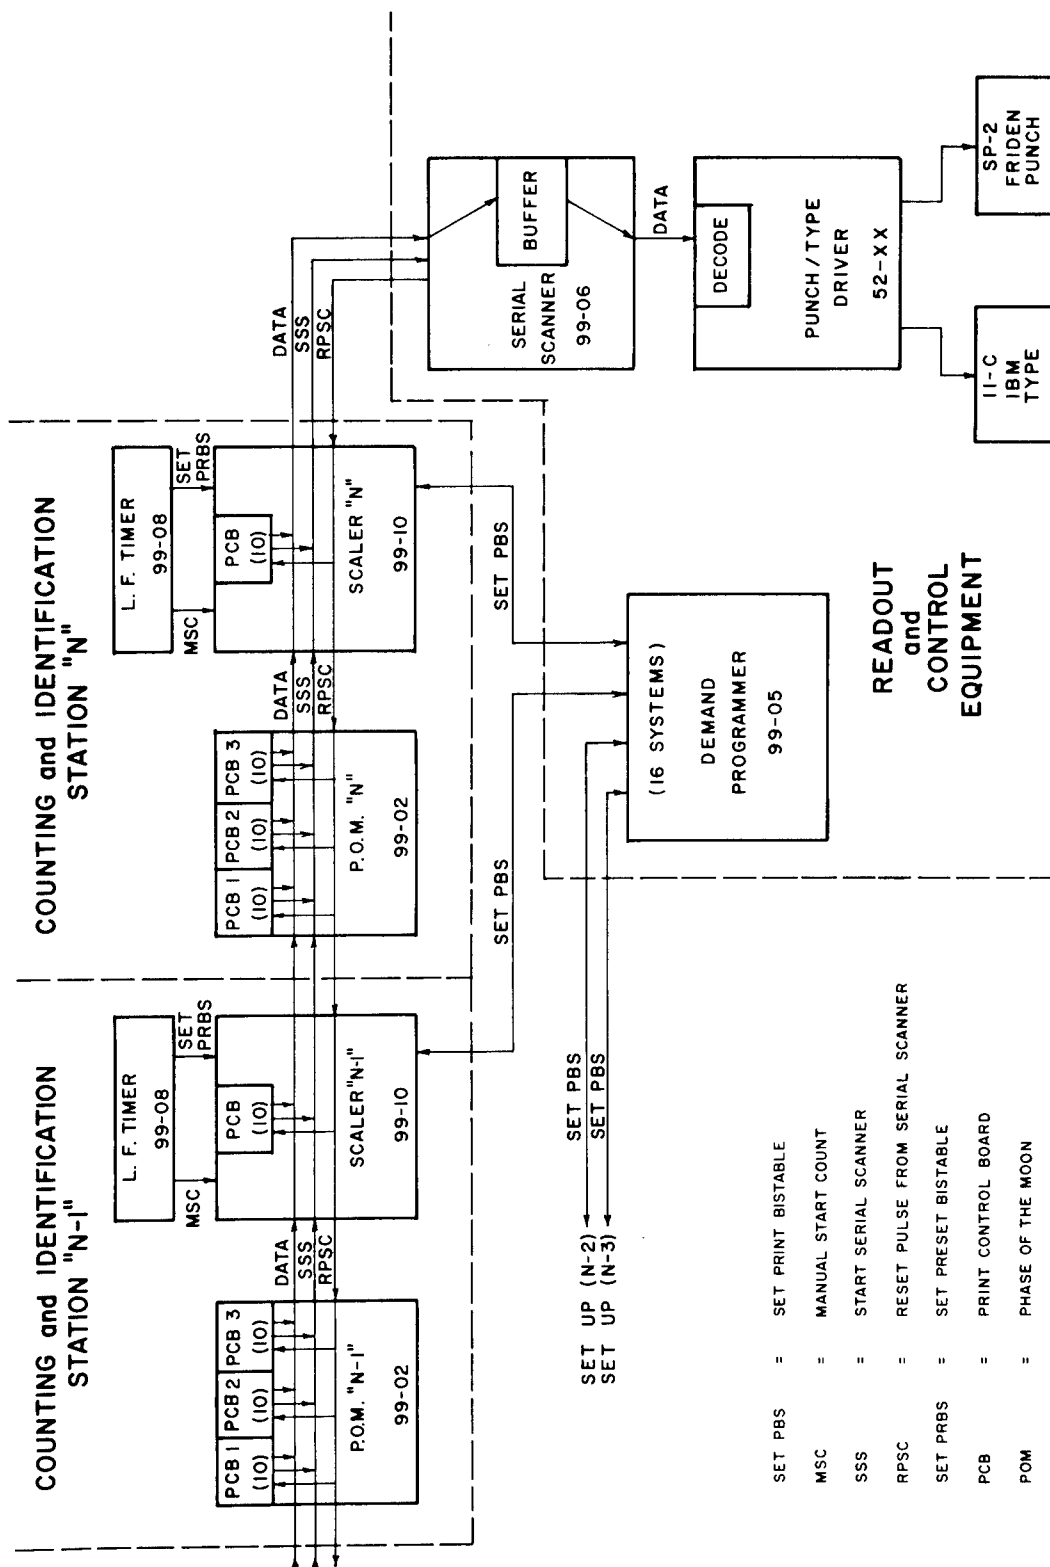 COUNTING and IDENTIFICATION
STATION "N-1"
L. F. TIMER
99-08
MSC
SET
PRBS
PCB
(10)
SCALER "N-1"
99-10
PCB 1
(10)
PCB 2
(10)
PCB 3
(10)
P.O.M. "N-1"
99-02
DATA
SSS
RPSC
COUNTING and IDENTIFICATION
STATION "N"
L. F. TIMER
99-08
MSC
SET
PRBS
PCB
(10)
SCALER "N"
99-10
PCB 1
(10)
PCB 2
(10)
PCB 3
(10)
P.O.M. "N"
99-02
DATA
SSS
RPSC
DATA
SSS
RPSC
SERIAL
SCANNER
99-06
BUFFER
DATA
DECODE
PUNCH / TYPE
DRIVER
52-XX
11-C
IBM
TYPE
SP-2
FRIDEN
PUNCH
SET PBS
SET PBS
SET UP (N-2)
SET PBS
SET UP (N-3)
SET PBS
(16 SYSTEMS)
DEMAND
PROGRAMMER
99-05
READOUT
and
CONTROL
EQUIPMENT
SET PBS = SET PRINT BISTABLE
MSC = MANUAL START COUNT
SSS = START SERIAL SCANNER
RPSC = RESET PULSE FROM SERIAL SCANNER
SET PRBS = SET PRESET BISTABLE
PCB = PRINT CONTROL BOARD
POM = PHASE OF THE MOON